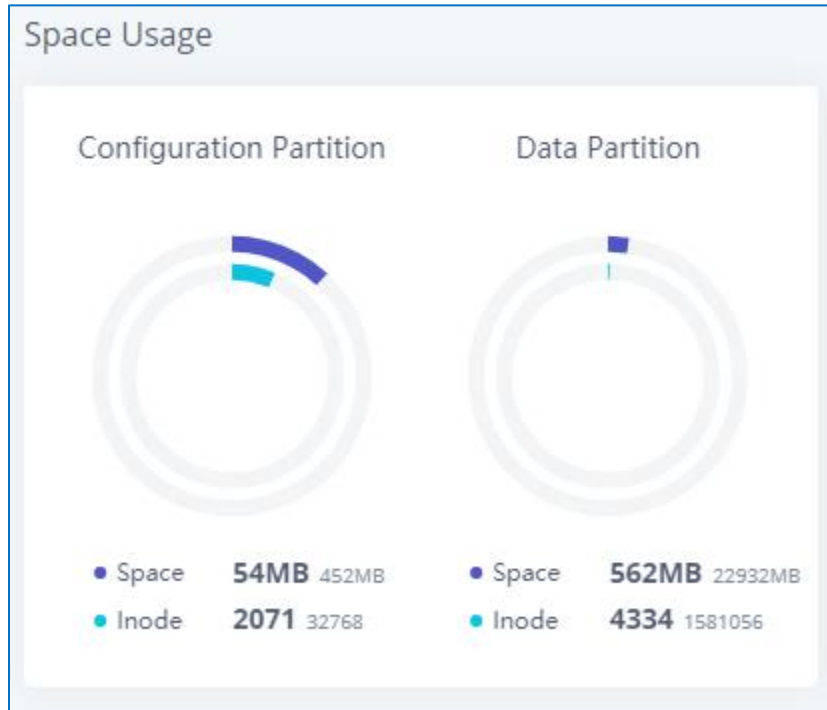 Space Usage
Configuration Partition
Data Partition
Space 54MB 452MB
Inode 2071 32768
Space 562MB 22932MB
Inode 4334 1581056